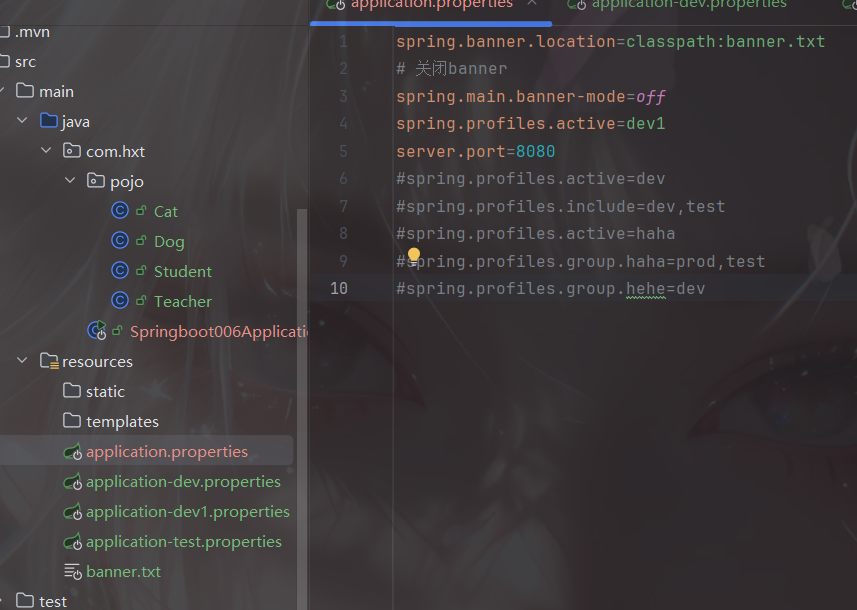 application.properties
application-dev.properties
.mvn
src
main
java
com.hxt
pojo
Cat
Dog
Student
Teacher
Springboot006Applicati
resources
static
templates
application.properties
application-dev.properties
application-dev1.properties
application-test.properties
banner.txt
test
1 spring.banner.location=classpath:banner.txt
2 # 关闭banner
3 spring.main.banner-mode=off
4 spring.profiles.active=dev1
5 server.port=8080
6 #spring.profiles.active=dev
7 #spring.profiles.include=dev,test
8 #spring.profiles.active=haha
9 #spring.profiles.group.haha=prod,test
10 #spring.profiles.group.hehe=dev